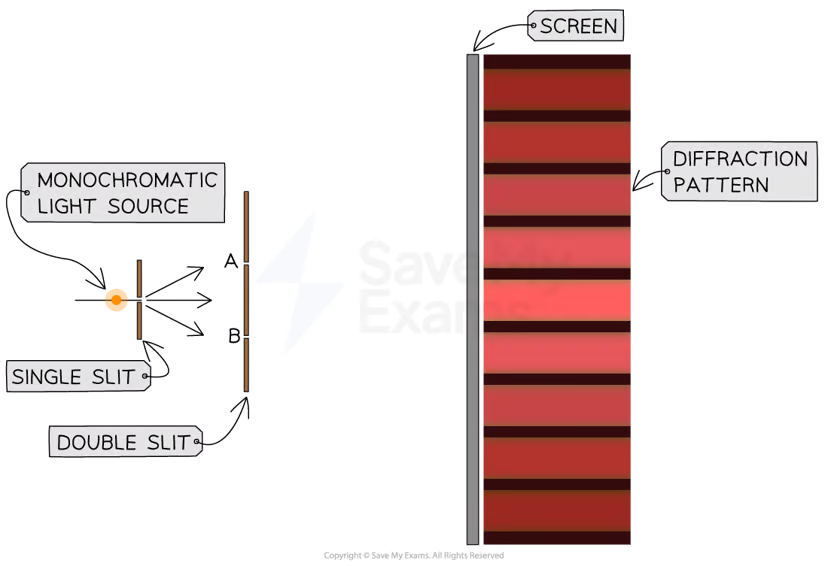 SCREEN
DIFFRACTION
PATTERN
MONOCHROMATIC
LIGHT SOURCE
A
B
SINGLE SLIT
DOUBLE SLIT
Save My
Exams
Copyright © Save My Exams. All Rights Reserved